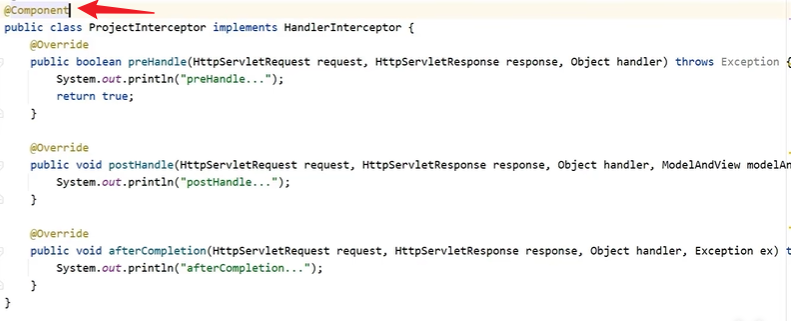 @Component
public class ProjectInterceptor implements HandlerInterceptor {
@Override
public boolean preHandle(HttpServletRequest request, HttpServletResponse response, Object handler) throws Exception {
System.out.println("preHandle...");
return true;
}
@Override
public void postHandle(HttpServletRequest request, HttpServletResponse response, Object handler, ModelAndView modelAn
System.out.println("postHandle...");
}
@Override
public void afterCompletion(HttpServletRequest request, HttpServletResponse response, Object handler, Exception ex) t
System.out.println("afterCompletion...");
}
}